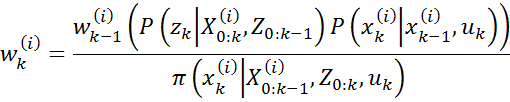 w_k^{(i)} = \frac{w_{k-1}^{(i)} \left( P\left( z_k \middle| X_{0:k}^{(i)}, Z_{0:k-1} \right) P\left( x_k^{(i)} \middle| x_{k-1}^{(i)}, u_k \right) \right)}{\pi \left( x_k^{(i)} \middle| X_{0:k-1}^{(i)}, Z_{0:k}, u_k \right)}